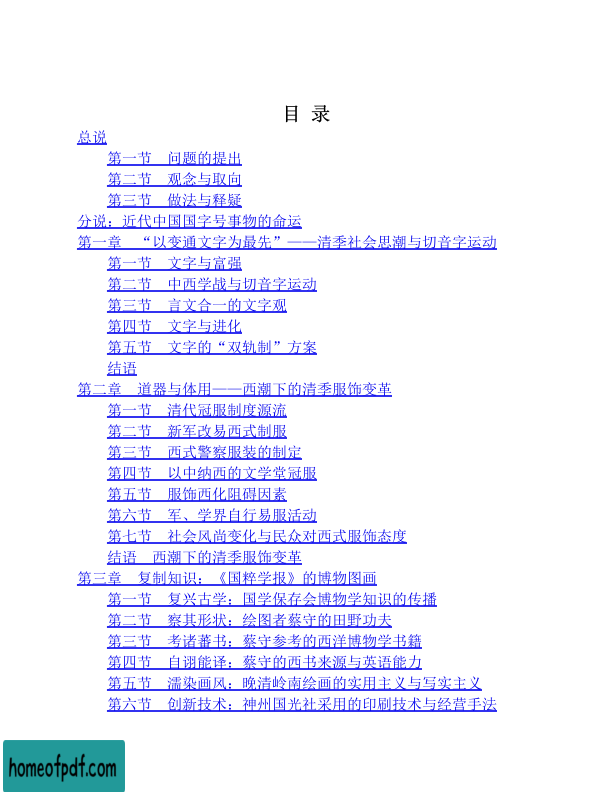 目 录
总说
第一节 问题的提出
第二节 观念与取向
第三节 做法与释疑
分说：近代中国国字号事物的命运
第一章 “以变通文字为最先”——清季社会思潮与切音字运动
第一节 文字与富强
第二节 中西学战与切音字运动
第三节 言文合一的文字观
第四节 文字与进化
第五节 文字的“双轨制”方案
结语
第二章 道器与体用——西潮下的清季服饰变革
第一节 清代冠服制度源流
第二节 新军改易西式制服
第三节 西式警察服装的制定
第四节 以中纳西的文学堂冠服
第五节 服饰西化阻碍因素
第六节 军、学界自行易服活动
第七节 社会风尚变化与民众对西式服饰态度
结语 西潮下的清季服饰变革
第三章 复制知识：《国粹学报》的博物图画
第一节 复兴古学：国学保存会博物学知识的传播
第二节 察其形状：绘图者蔡守的田野功夫
第三节 考诸蕃书：蔡守参考的西洋博物学书籍
第四节 自诩能译：蔡守的西书来源与英语能力
第五节 濡染画风：晚清岭南绘画的实用主义与写实主义
第六节 创新技术：神州国光社采用的印刷技术与经营手法
homeofpdf.com